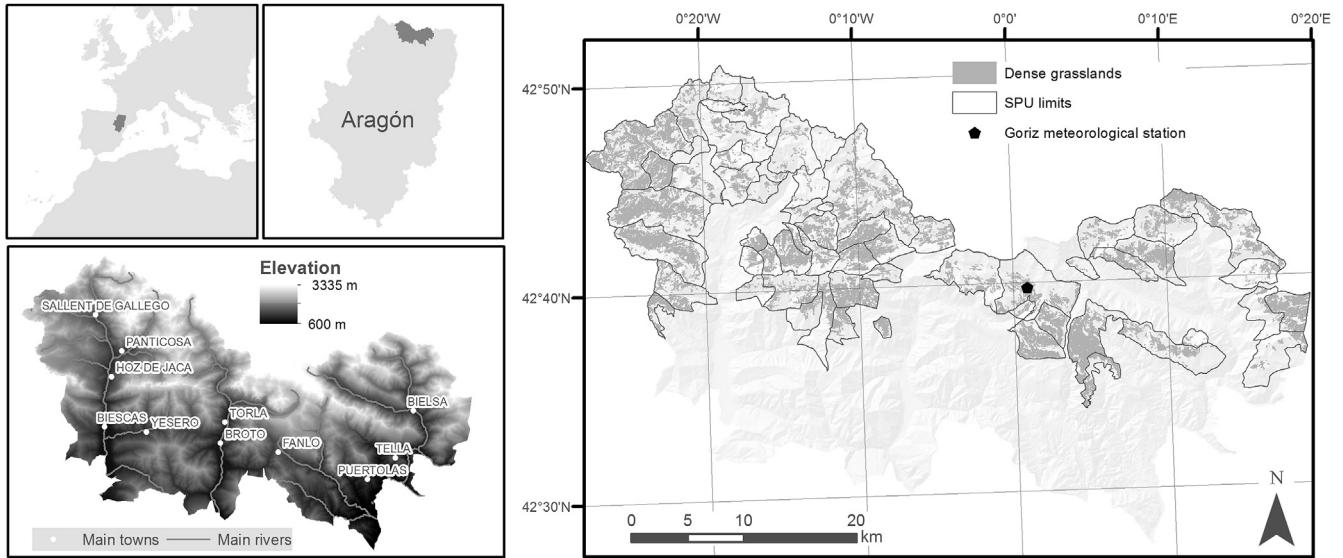 Aragón
Elevation
3335 m
600 m
SALLENT DE GALLEGO
PANTICOSA
HOZ DE JACA
BIESCAS
YESERO
TORLA
BROTO
FANLO
BIELSA
TELLA
PUERTOLAS
Main towns
Main rivers
0°20'W
0°10'W
0°0'
0°10'E
0°20'E
42°50'N
42°40'N
42°30'N
Dense grasslands
SPU limits
Goriz meteorological station
0 5 10 20
km
N